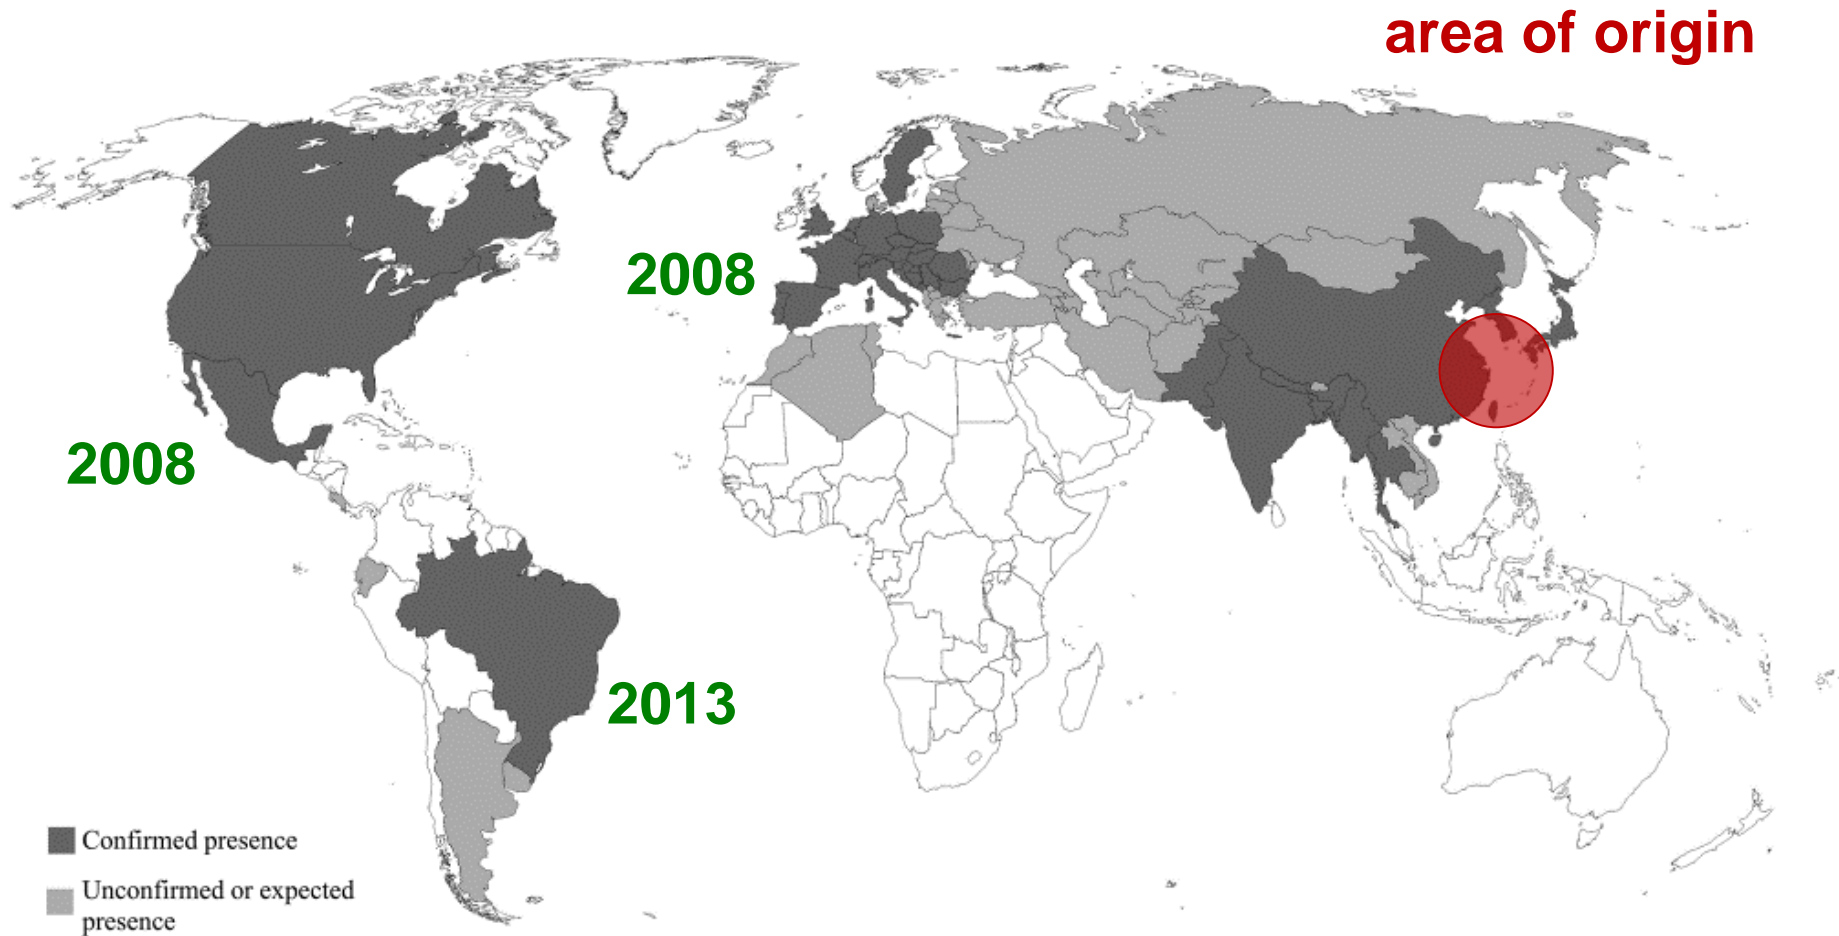 area of origin
2008
2008
2013
Confirmed presence
Unconfirmed or expected
presence